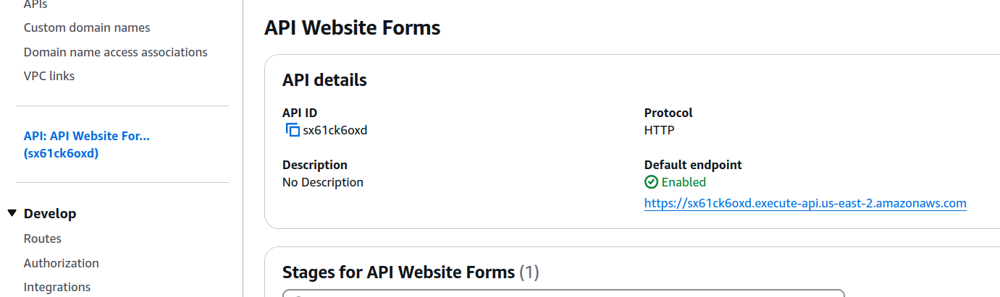 APIs
Custom domain names
Domain name access associations
VPC links
API: API Website For...
(sx61ck6oxd)
Develop
Routes
Authorization
Integrations
API Website Forms
API details
API ID
sx61ck6oxd
Protocol
HTTP
Description
No Description
Default endpoint
Enabled
https://sx61ck6oxd.execute-api.us-east-2.amazonaws.com
Stages for API Website Forms (1)